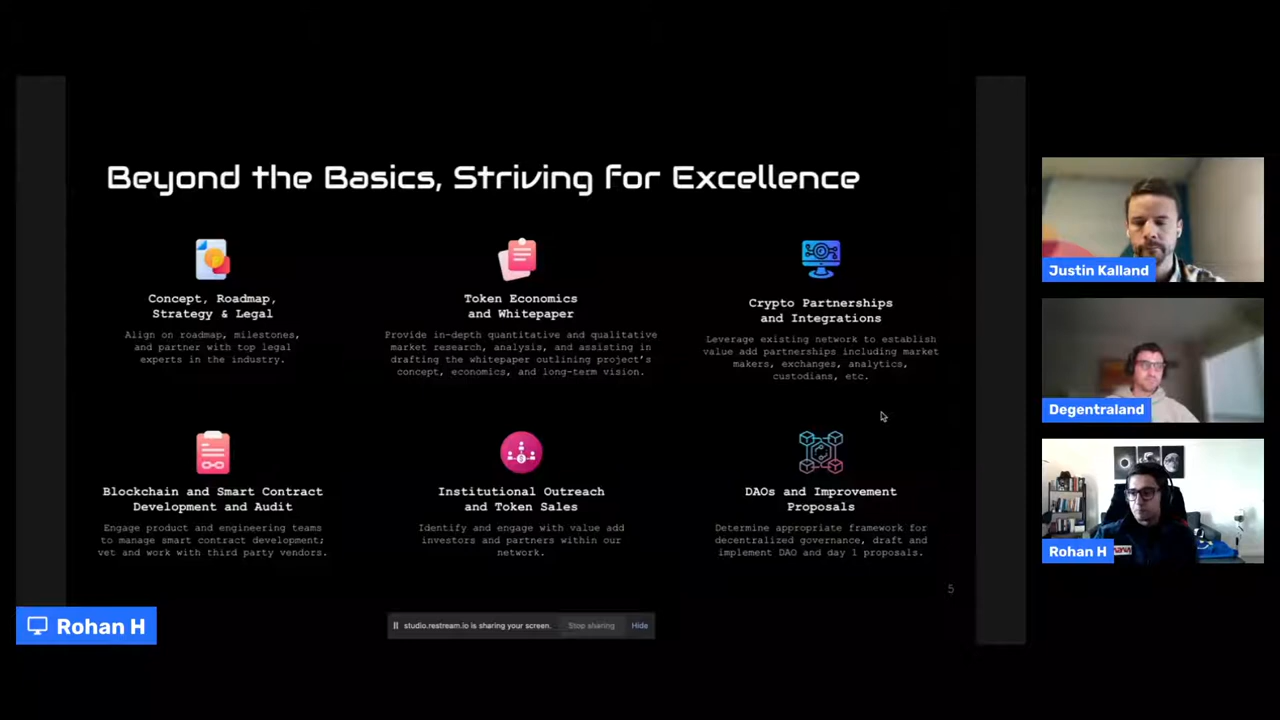 Beyond the Basics, Striving for Excellence
Concept, Roadmap,
Strategy & Legal
Align on roadmap, milestones,
and partner with top legal
experts in the industry.
Token Economics
and Whitepaper
Provide in-depth quantitative and qualitative
market research, analysis, and assisting in
drafting the whitepaper outlining project's
concept, economics, and long-term vision.
Crypto Partnerships
and Integrations
Leverage existing network to establish
value add partnerships including market
makers, exchanges, analytics,
custodians, etc.
Blockchain and Smart Contract
Development and Audit
Engage product and engineering teams
to manage smart contract development;
vet and work with third party vendors.
Institutional Outreach
and Token Sales
Identify and engage with value add
investors and partners within our
network.
DAOs and Improvement
Proposals
Determine appropriate framework for
decentralized governance, draft and
implement DAO and day 1 proposals.
5
Rohan H
studio.restream.io is sharing your screen.
Stop sharing
Hide
Justin Kalland
Degentraland
Rohan H